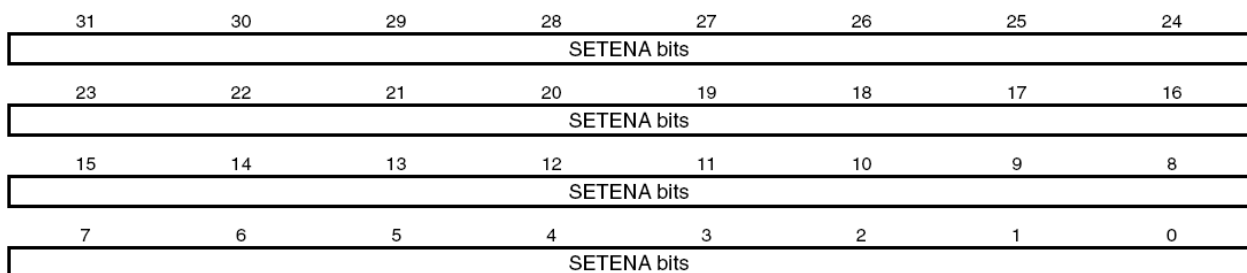 31 30 29 28 27 26 25 24
SETENA bits
23 22 21 20 19 18 17 16
SETENA bits
15 14 13 12 11 10 9 8
SETENA bits
7 6 5 4 3 2 1 0
SETENA bits